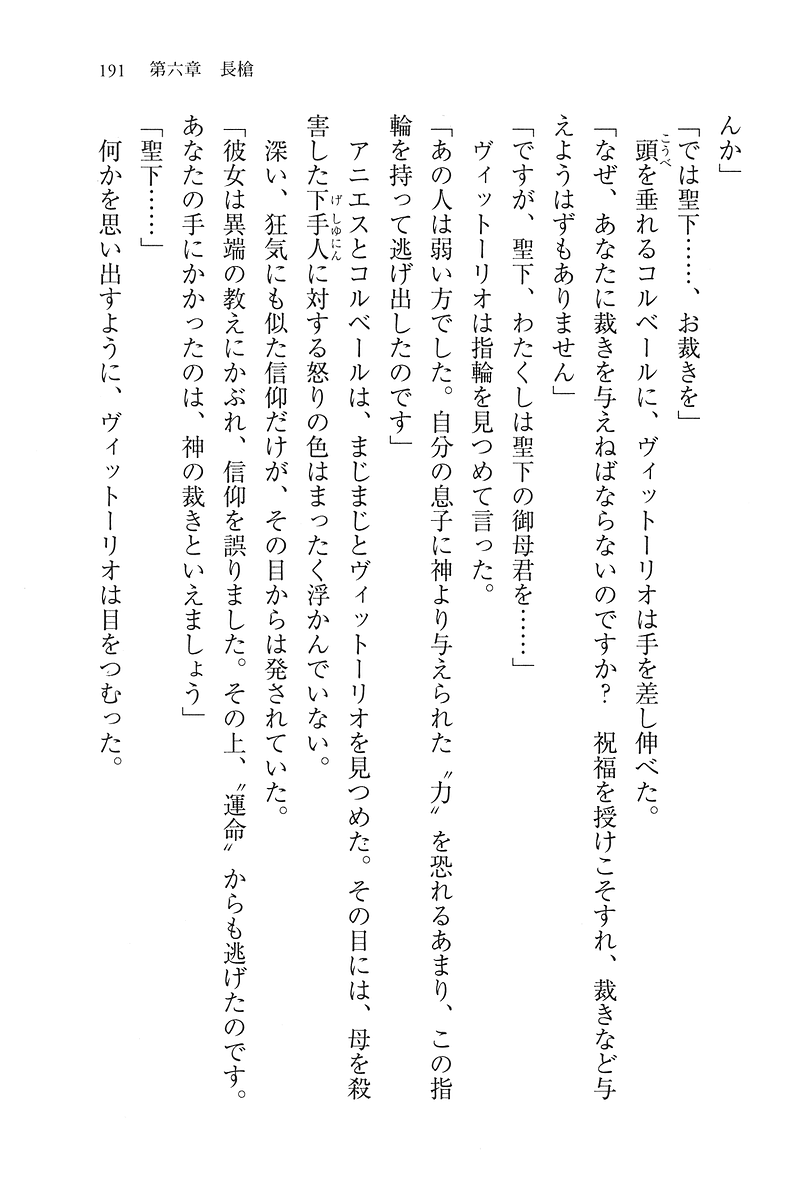 191　第六章　長槍
んか」
「では聖下……、お裁きを」
頭を垂れるコルベールに、ヴィットーリオは手を差し伸べた。
こうべ
「なぜ、あなたに裁きを与えねばならないのですか？　祝福を授けこそすれ、裁きなど与
えようはずもありません」
「ですが、聖下、わたくしは聖下の御母君を……」
ヴィットーリオは指輪を見つめて言った。
「あの人は弱い方でした。自分の息子に神より与えられた〝力〟を恐れるあまり、この指
輪を持って逃げ出したのです」
アニエスとコルベールは、まじまじとヴィットーリオを見つめた。その目には、母を殺
害した下手人に対する怒りの色はまったく浮かんでいない。
げしゅにん
深い、狂気にも似た信仰だけが、その目からは発されていた。
「彼女は異端の教えにかぶれ、信仰を誤りました。その上、〝運命〟からも逃げたのです。
あなたの手にかかったのは、神の裁きといえましょう」
「聖下……」
何かを思い出すように、ヴィットーリオは目をつむった。